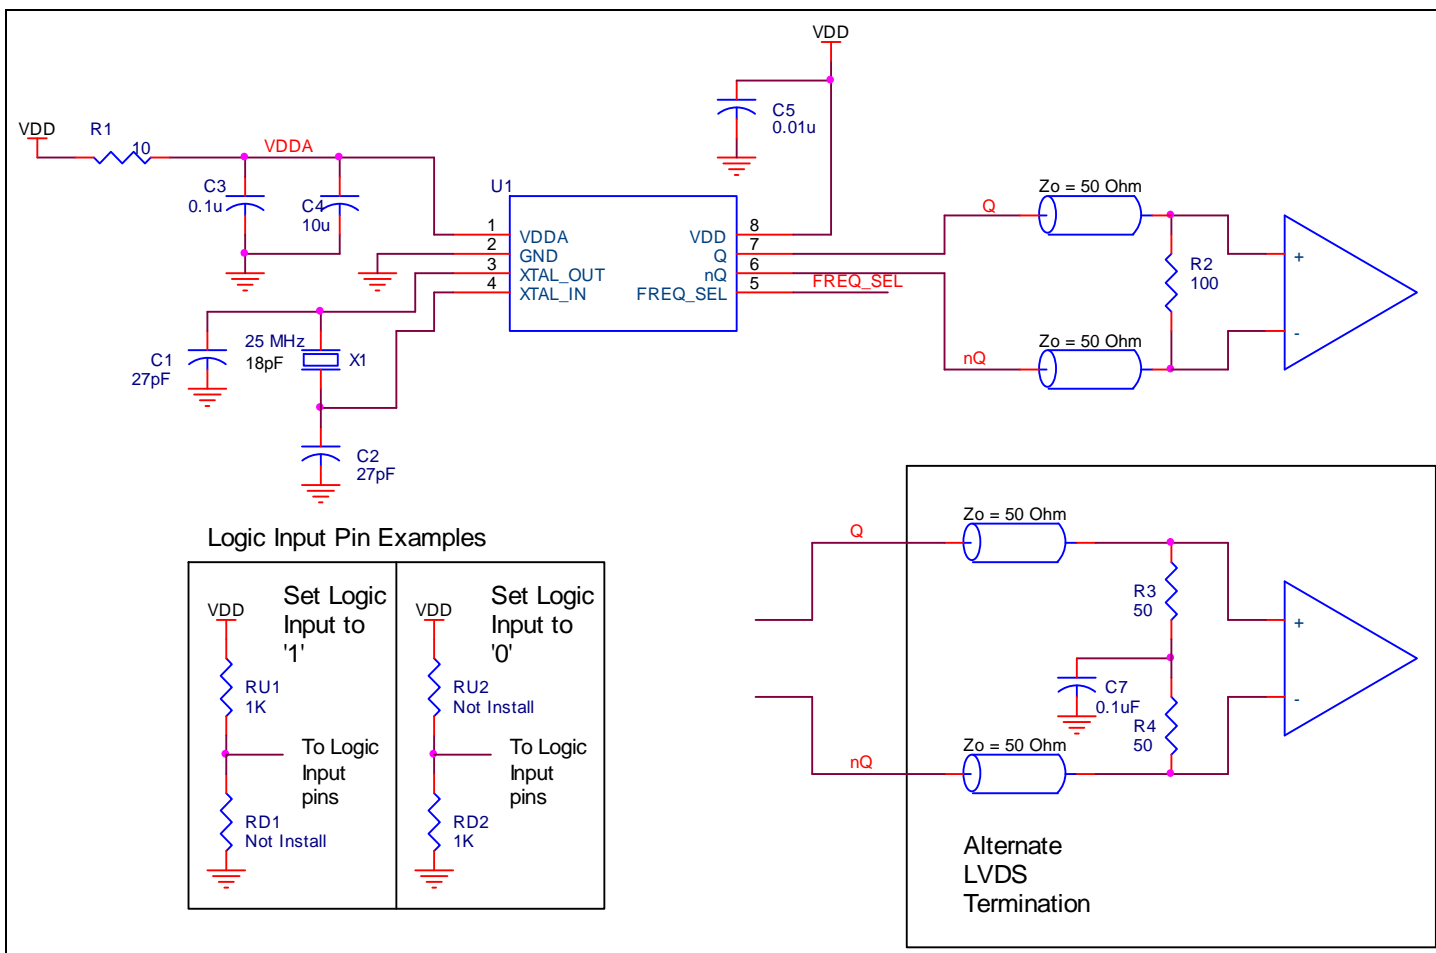 VDD
C5
0.01u
VDD
R1
10
VDDA
C3
0.1u
C4
10u
U1
1
2
3
4
VDDA
GND
XTAL_OUT
XTAL_IN
VDD
Q
nQ
FREQ_SEL
8
7
6
5
FREQ_SEL
Q
Zo = 50 Ohm
R2
100
+
-
nQ
Zo = 50 Ohm
C1
27pF
25 MHz
18pF
X1
C2
27pF
Logic Input Pin Examples
Set Logic
Input to
'1'
VDD
RU1
1K
To Logic
Input
pins
RD1
Not Install
Set Logic
Input to
'0'
VDD
RU2
Not Install
To Logic
Input
pins
RD2
1K
Q
Zo = 50 Ohm
R3
50
C7
0.1uF
R4
50
+
-
nQ
Zo = 50 Ohm
Alternate
LVDS
Termination